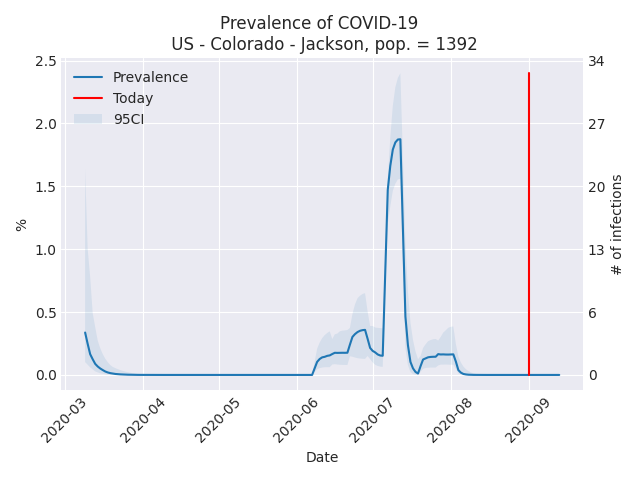 Prevalence of COVID-19
US - Colorado - Jackson, pop. = 1392
Prevalence
Today
95CI
2.5
2.0
1.5
1.0
0.5
0.0
%
34
27
20
13
6
0
# of infections
2020-03
2020-04
2020-05
2020-06
2020-07
2020-08
2020-09
Date